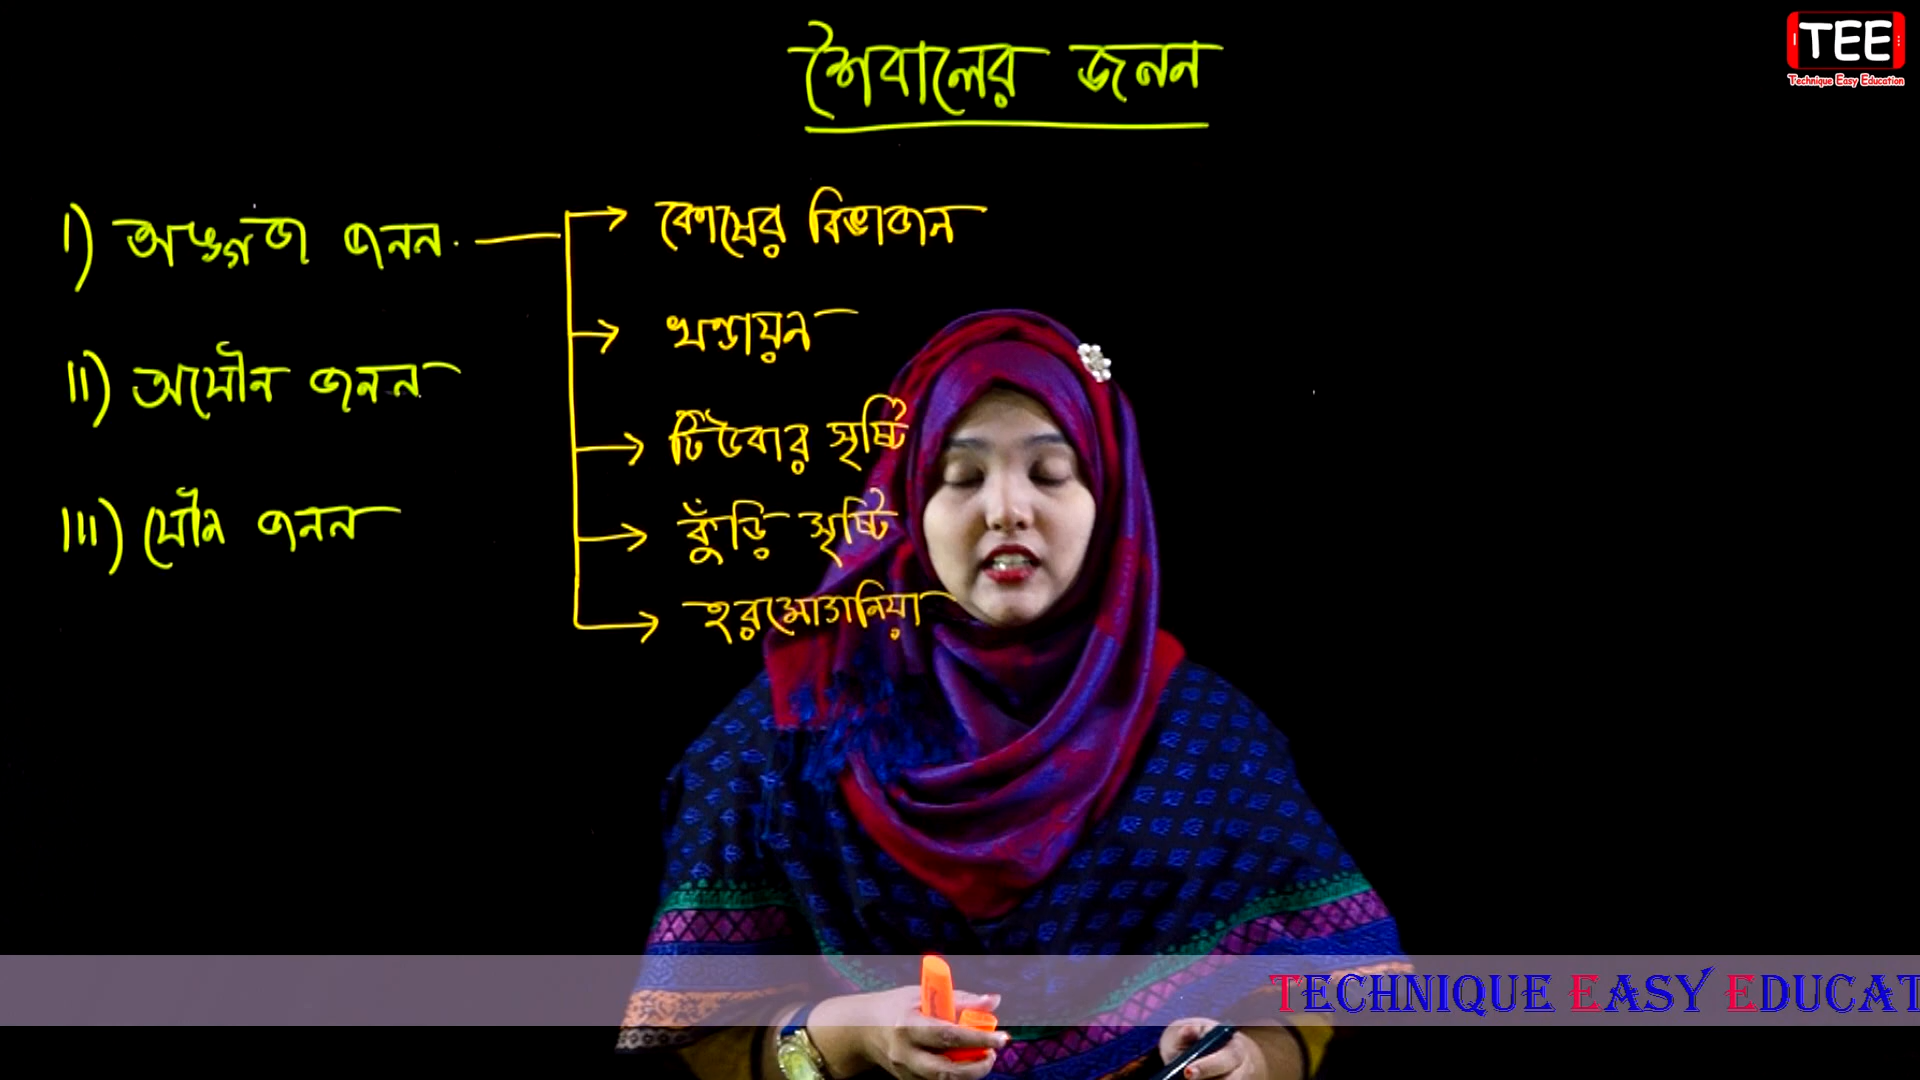 শৈবালের জনন
TEE
Technique Easy Education
I) অঙ্গজ জনন
কোষের বিভাজন
খন্ডায়ন
II) অযৌন জনন
টিউবার সৃষ্টি
III) যৌন জনন
কুঁড়ি সৃষ্টি
হরমোতানিয়া
TECHNIQUE EASY EDUCAT